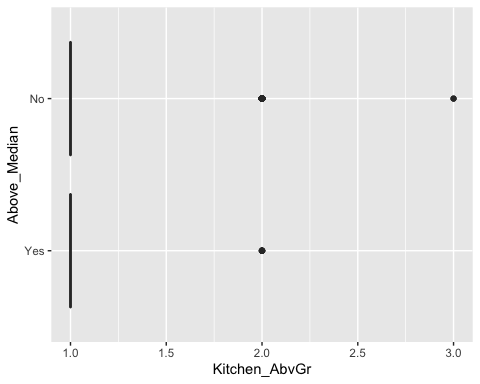 Above_Median
No
Yes
1.0 1.5 2.0 2.5 3.0
Kitchen_AbvGr